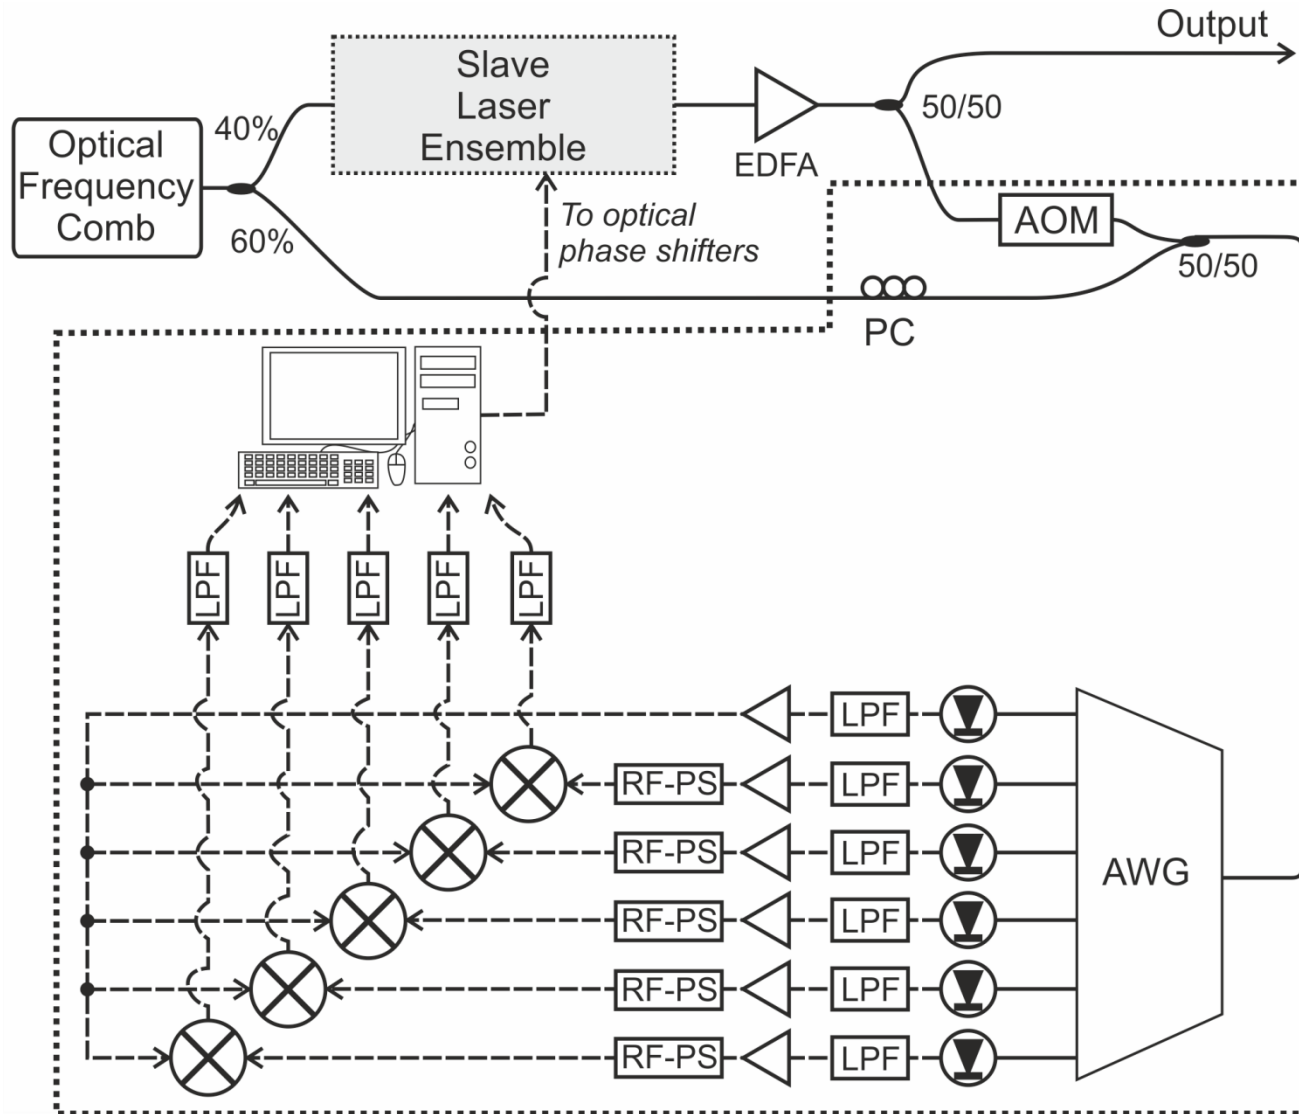 Output
Slave
Laser
Ensemble
50/50
40%
Optical
Frequency
Comb
EDFA
60%
To optical
phase shifters
AOM
50/50
PC
LPF
LPF
LPF
LPF
LPF
LPF
RF-PS
LPF
RF-PS
LPF
AWG
RF-PS
LPF
RF-PS
LPF
RF-PS
LPF